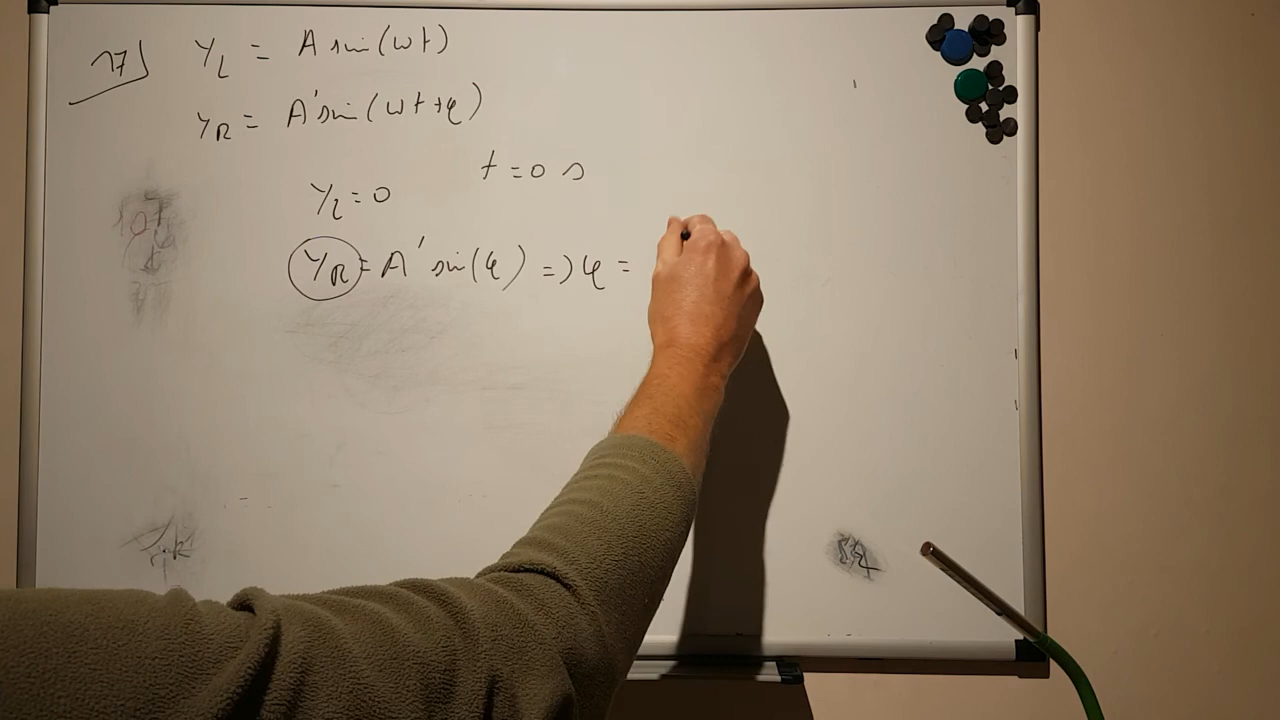 17)
Y_L = A sin(ωt)
Y_R = A' sin(ωt+φ)
t = 0 s
Y_L = 0
Y_R = A' sin(φ) => φ =